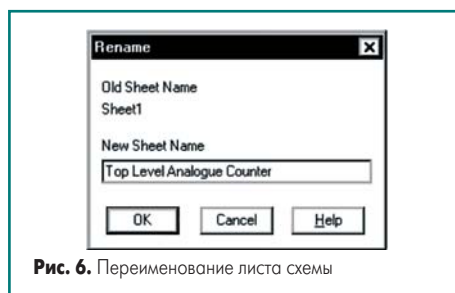 Rename
Old Sheet Name
Sheet1
New Sheet Name
Top Level Analogue Counter
OK Cancel Help
Рис. 6. Переименование листа схемы